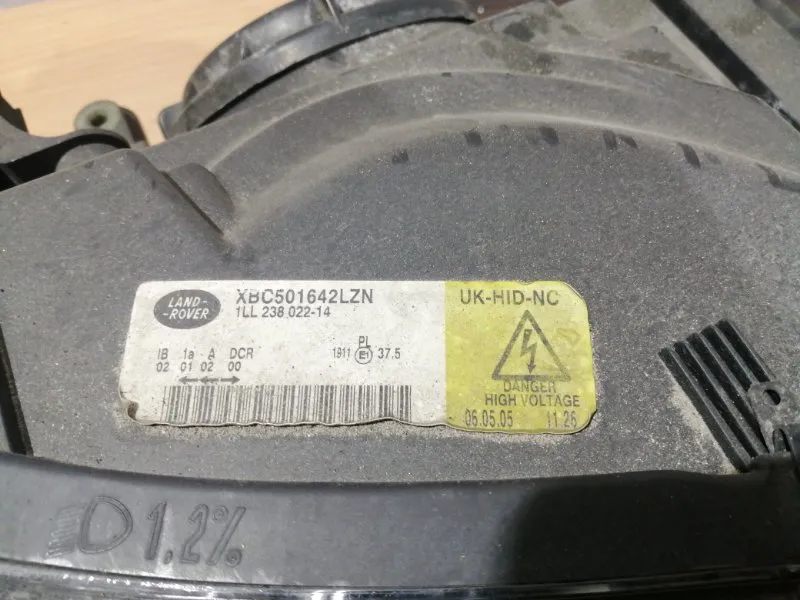 LAND-
-ROVER
XBC501642LZN
1LL 238 022-14
UK-HID-NC
IB 1a A DCR
02 01 02 00
PL
1911 E1 37.5
DANGER
HIGH VOLTAGE
06.05.05 11.26
1.2%